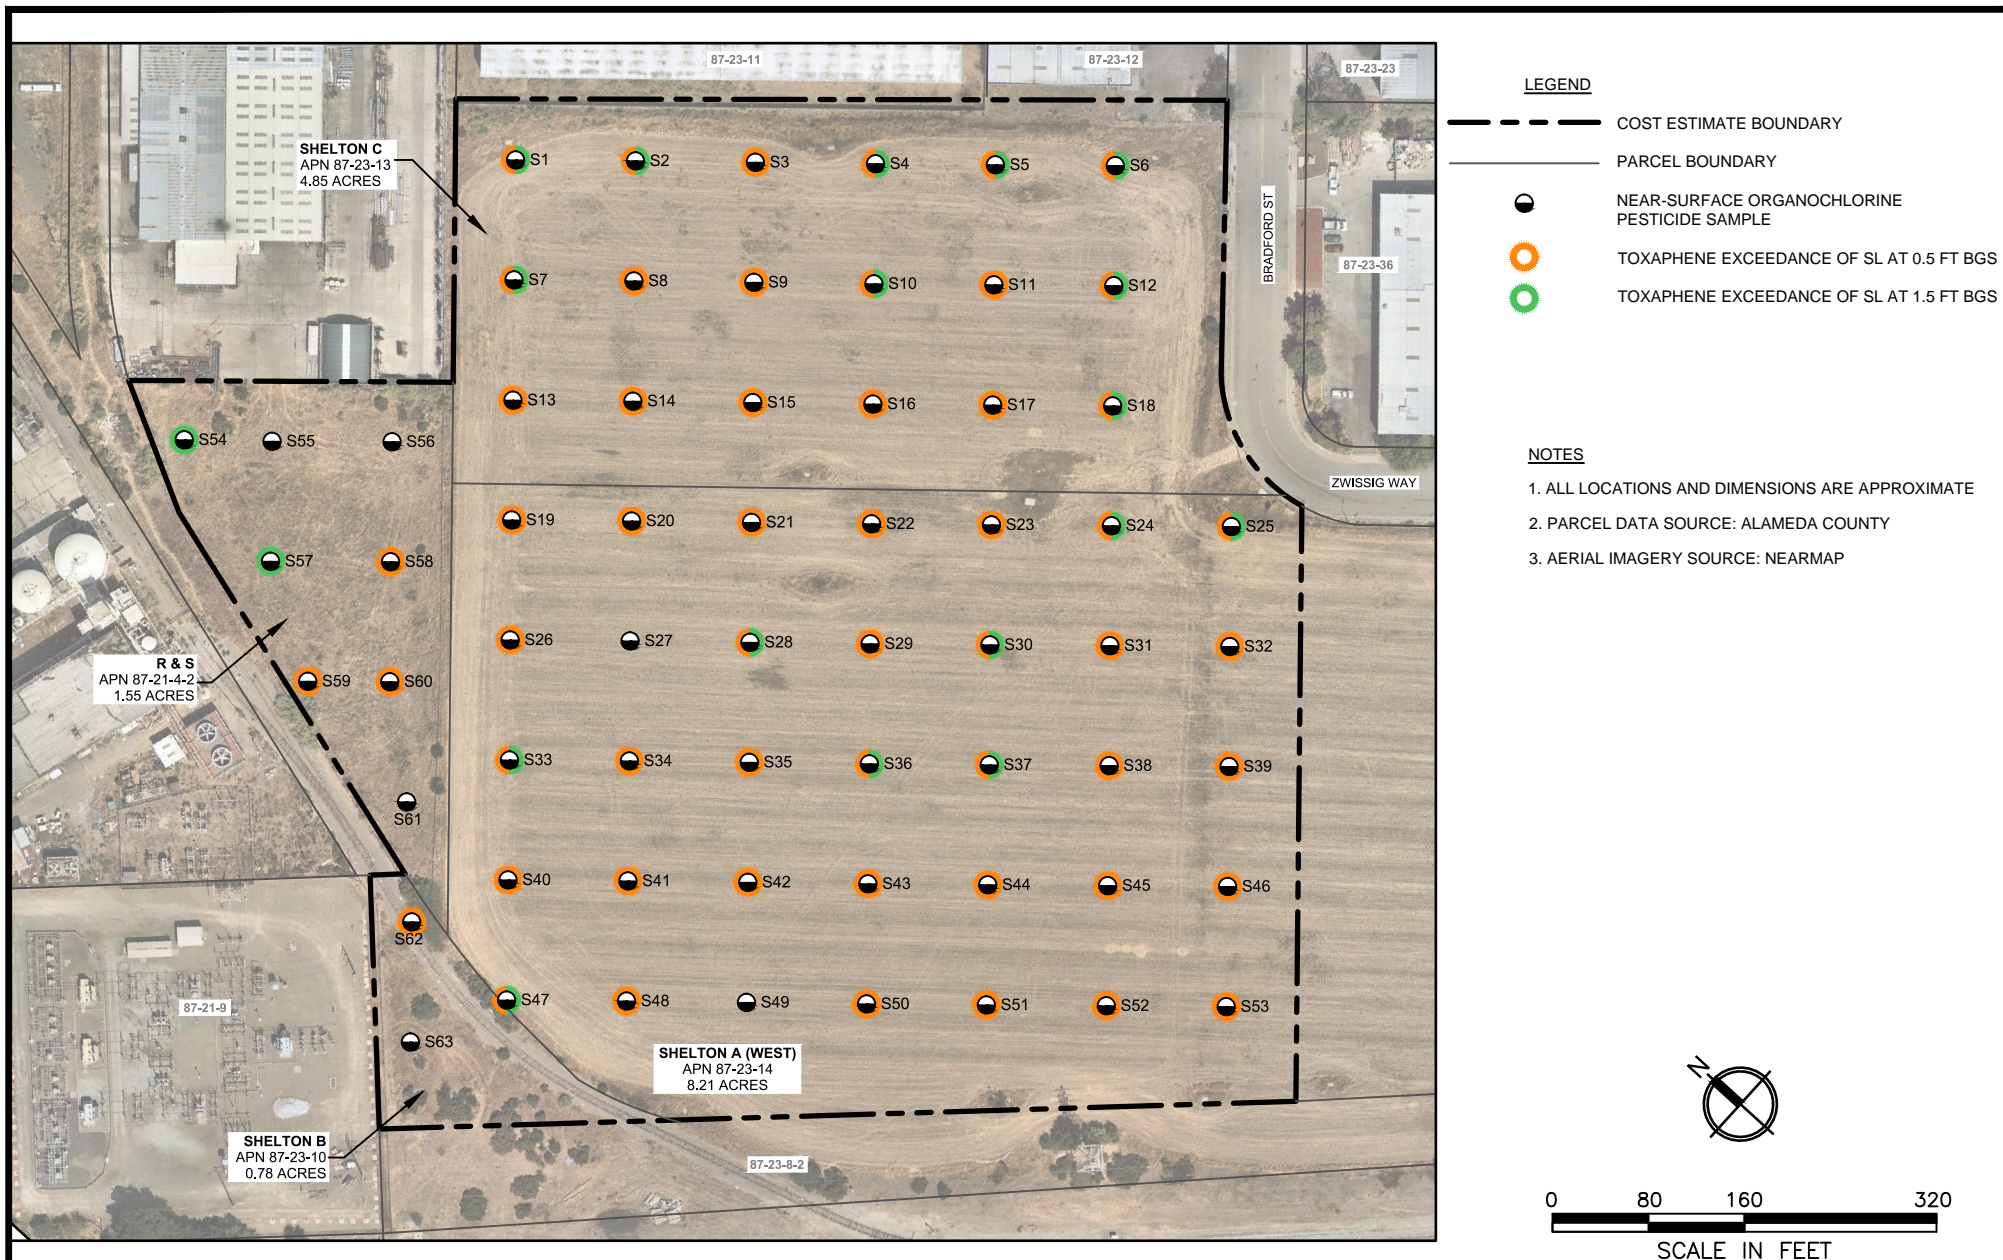 87-23-11
87-23-12
87-23-23
SHELTON C
APN 87-23-13
4.85 ACRES
S1
S2
S3
S4
S5
S6
BRADFORD ST
87-23-36
S7
S8
S9
S10
S11
S12
S13
S14
S15
S16
S17
S18
S54
S55
S56
ZWISSIG WAY
S19
S20
S21
S22
S23
S24
S25
S57
S58
S26
S27
S28
S29
S30
S31
S32
R & S
APN 87-21-4-2
1.55 ACRES
S59
S60
S33
S34
S35
S36
S37
S38
S39
S61
S40
S41
S42
S43
S44
S45
S46
S62
87-21-9
S47
S48
S49
S50
S51
S52
S53
S63
SHELTON A (WEST)
APN 87-23-14
8.21 ACRES
SHELTON B
APN 87-23-10
0.78 ACRES
87-23-8-2
LEGEND
COST ESTIMATE BOUNDARY
PARCEL BOUNDARY
NEAR-SURFACE ORGANOCHLORINE
PESTICIDE SAMPLE
TOXAPHENE EXCEEDANCE OF SL AT 0.5 FT BGS
TOXAPHENE EXCEEDANCE OF SL AT 1.5 FT BGS
NOTES
1. ALL LOCATIONS AND DIMENSIONS ARE APPROXIMATE
2. PARCEL DATA SOURCE: ALAMEDA COUNTY
3. AERIAL IMAGERY SOURCE: NEARMAP
N
0 80 160 320
SCALE IN FEET